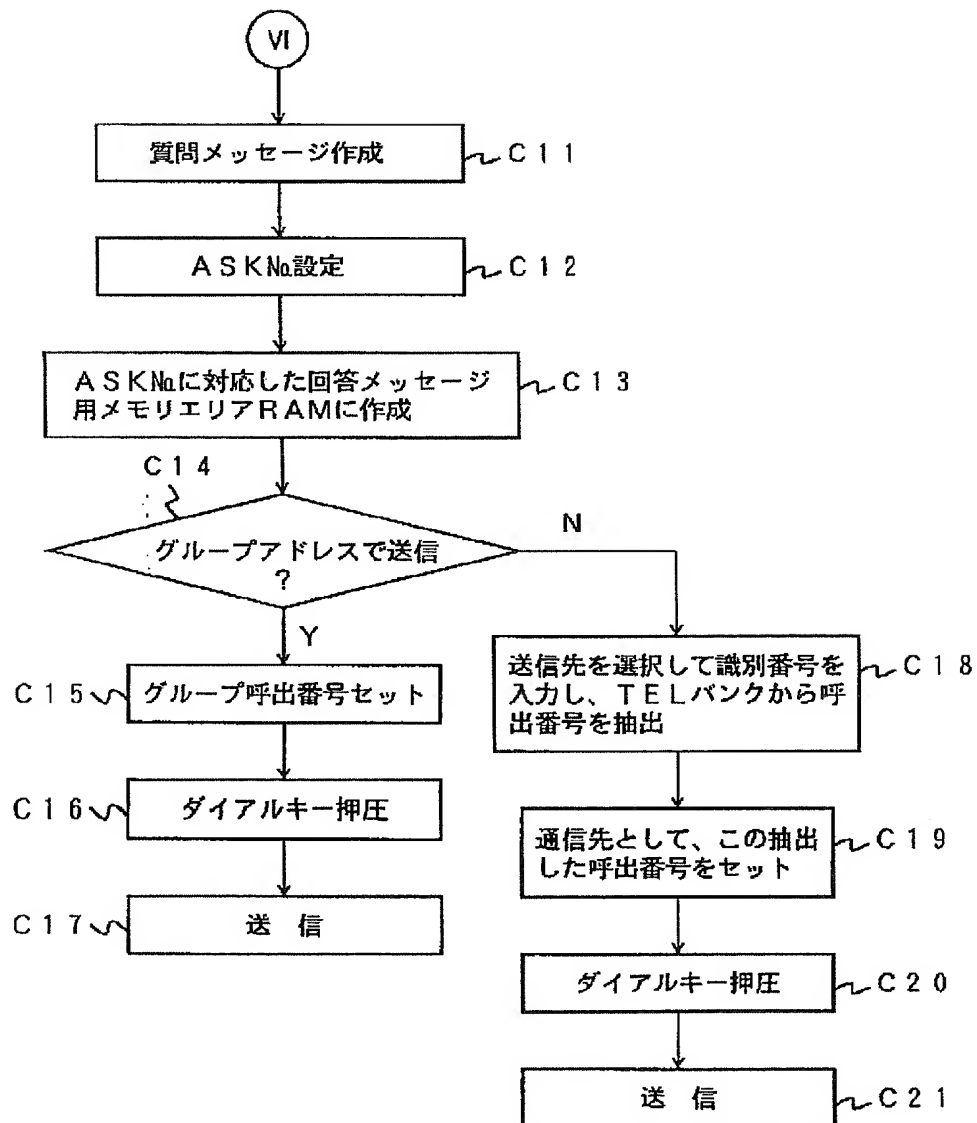 VI
質問メッセージ作成
C11
ASK№設定
C12
ASK№に対応した回答メッセージ
用メモリエリアRAMに作成
C13
C14
グループアドレスで送信
?
N
Y
C15
グループ呼出番号セット
C16
ダイアルキー押圧
C17
送 信
送信先を選択して識別番号を
入力し、TELバンクから呼
出番号を抽出
C18
通信先として、この抽出
した呼出番号をセット
C19
ダイアルキー押圧
C20
送 信
C21